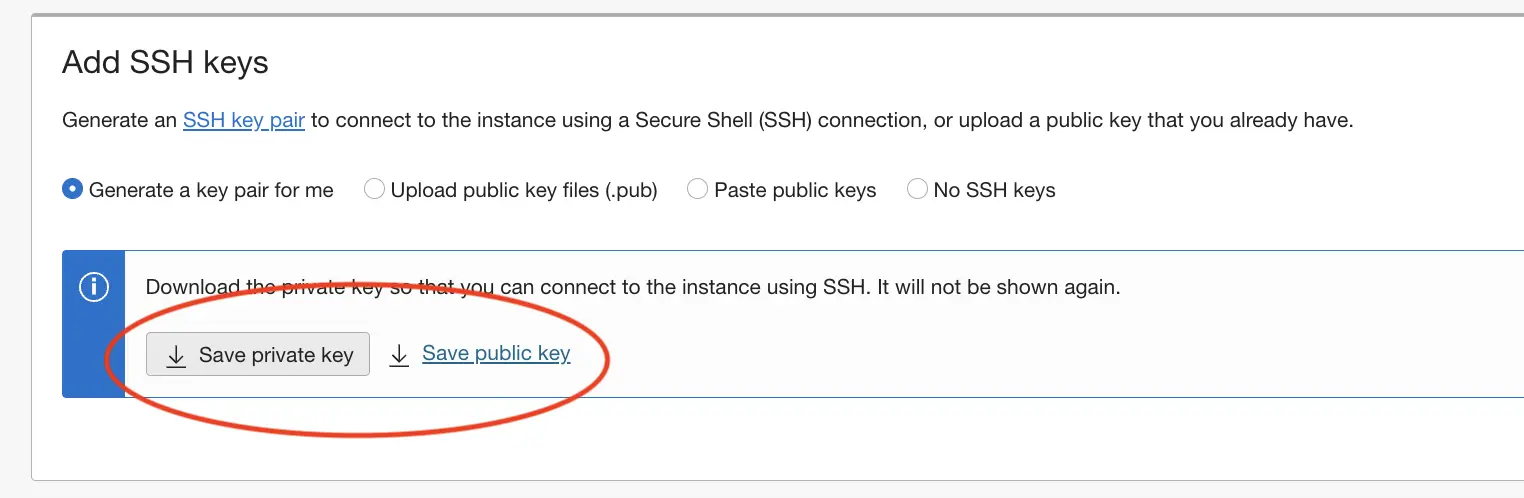 Add SSH keys
Generate an SSH key pair to connect to the instance using a Secure Shell (SSH) connection, or upload a public key that you already have.
Generate a key pair for me Upload public key files (.pub) Paste public keys No SSH keys
Download the private key so that you can connect to the instance using SSH. It will not be shown again.
Save private key Save public key